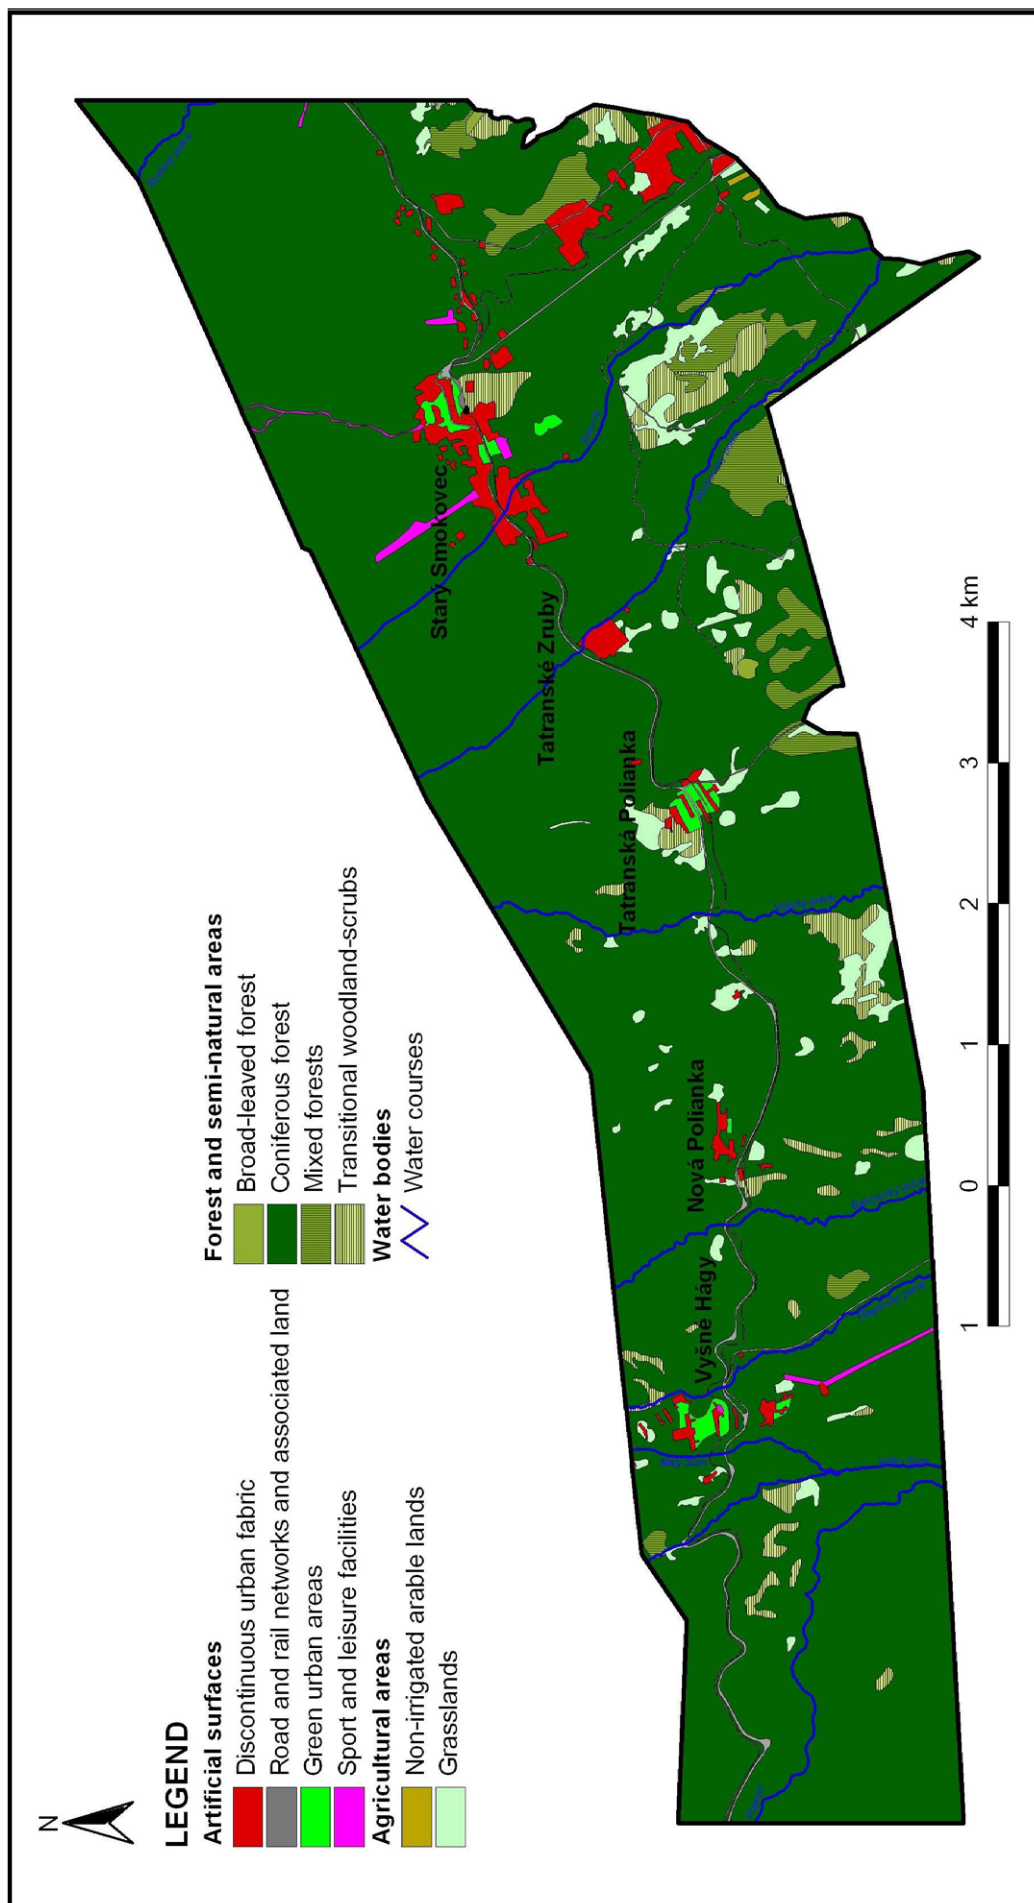 N
LEGEND
Artificial surfaces
Discontinuous urban fabric
Road and rail networks and associated land
Green urban areas
Sport and leisure facilities
Agricultural areas
Non-irrigated arable lands
Grasslands
Forest and semi-natural areas
Broad-leaved forest
Coniferous forest
Mixed forests
Transitional woodland-scrubs
Water bodies
Water courses
Starý Smokovec
Tatranské Zruby
Tatranská Polianka
Nová Polianka
Vyšné Hágy
1 0 1 2 3 4 km